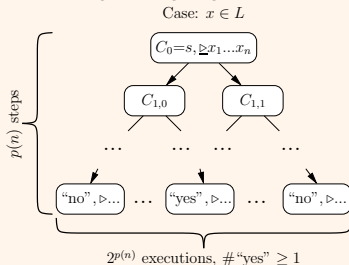 Case: x ∈ L
C₀=s, ▷x₁...xₙ
C₁,₀ C₁,₁
p(n) steps
... ... ... ...
“no”, ▷... ... “yes”, ▷... ... “no”, ▷...
2^{p(n)} executions, #“yes” ≥ 1